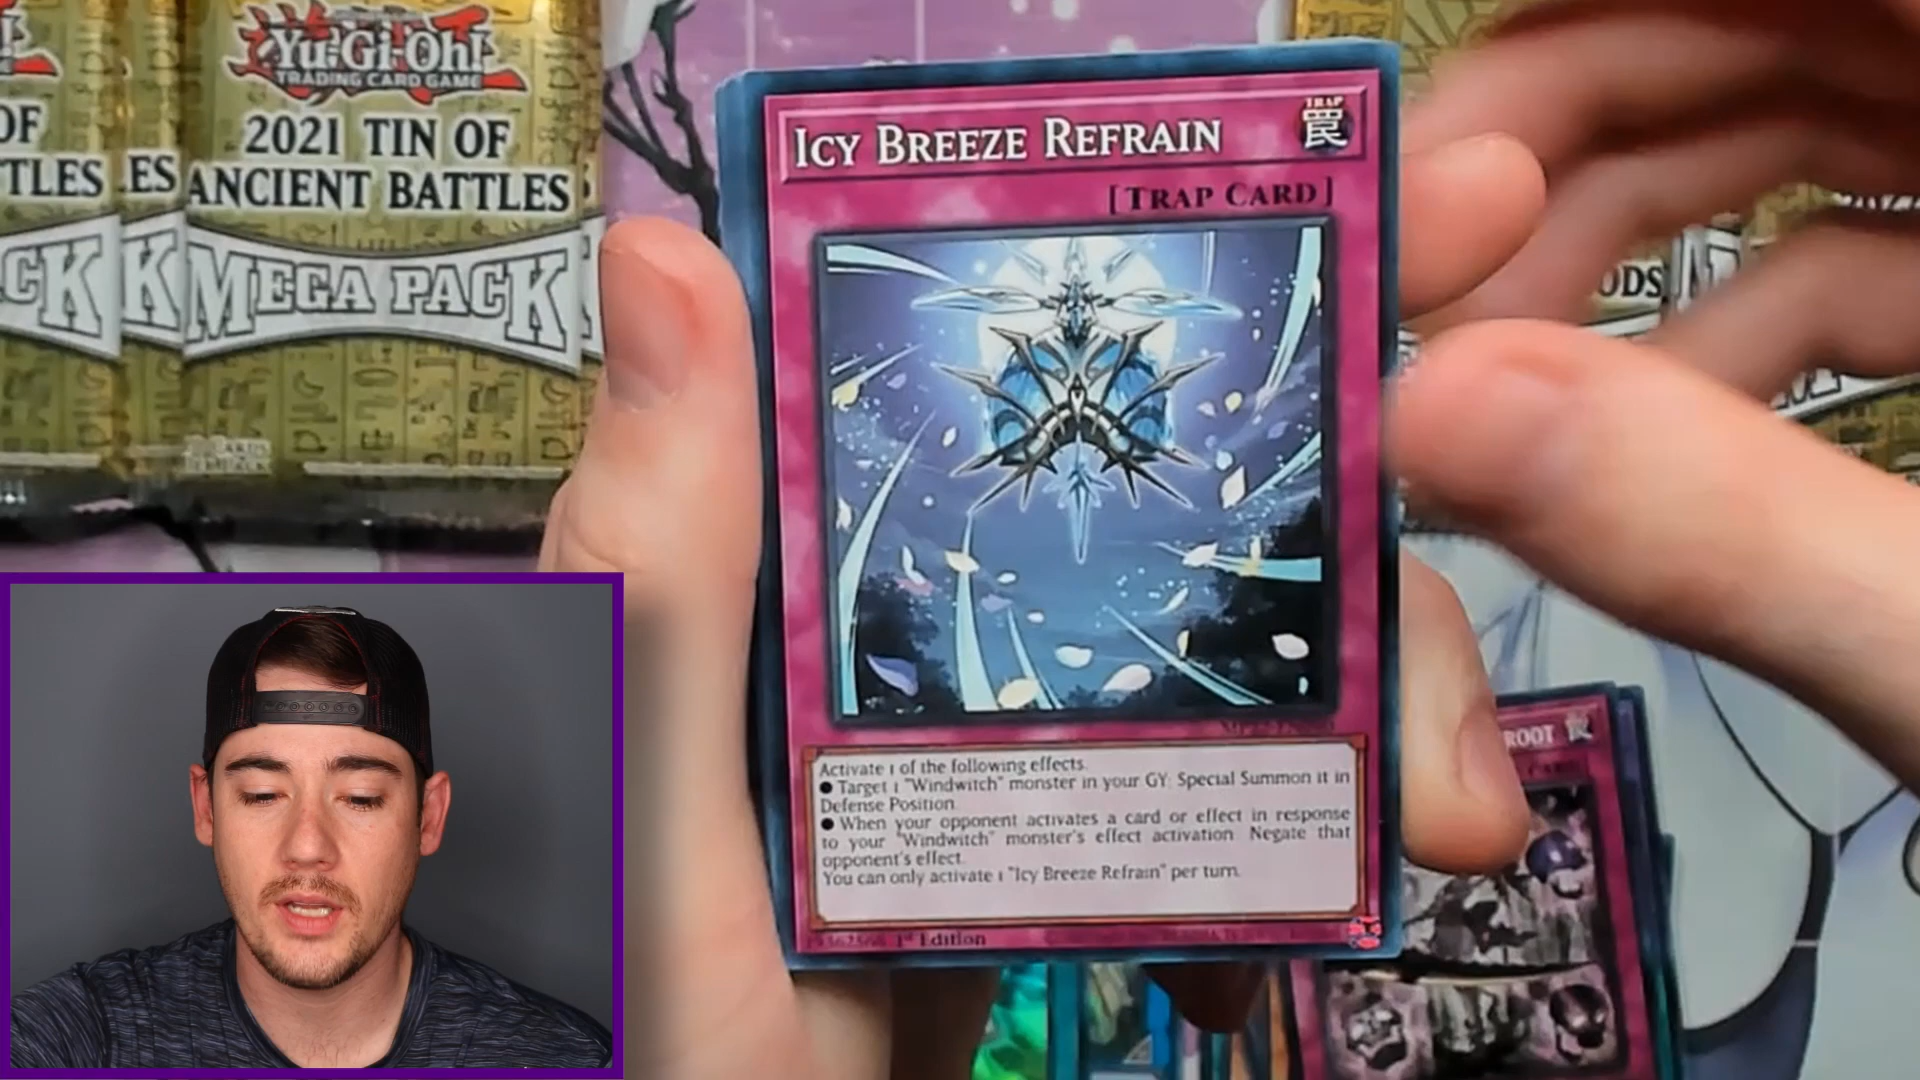 OF
TLES
CK
ES
K
Yu-Gi-Oh!
TRADING CARD GAME
2021 TIN OF
ANCIENT BATTLES
MEGA PACK
ICY BREEZE REFRAIN
TRAP
罠
[TRAP CARD]
Activate 1 of the following effects.
● Target 1 "Windwitch" monster in your GY: Special Summon it in
Defense Position.
● When your opponent activates a card or effect in response
to your "Windwitch" monster's effect activation: Negate that
opponent's effect.
You can only activate 1 "Icy Breeze Refrain" per turn.
1st Edition
ODS
ROOT
罠